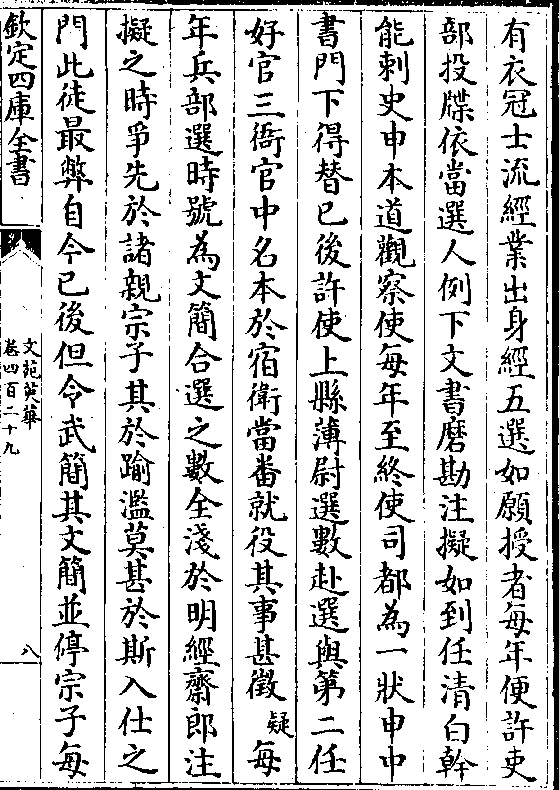 有衣冠士流經業出身經五選如願授者每年便許吏
部投牒依當選人例下文書磨勘注擬如到任清白幹
能刺史申本道觀察使每年至終使司都為一狀申中
書門下得替已後許使上縣薄尉選數赴選與第二任
好官三衙官中名本於宿衛當番就役其事甚徵疑每
年兵部選時號為文簡合選之數全淺於明經齋郎注
擬之時爭先於諸親宗子其於踰濫莫甚於斯入仕之
門此徒最弊自今已後但令武簡其文簡並停宗子每
欽定四庫全書
文苑英華
卷四百二十九
八